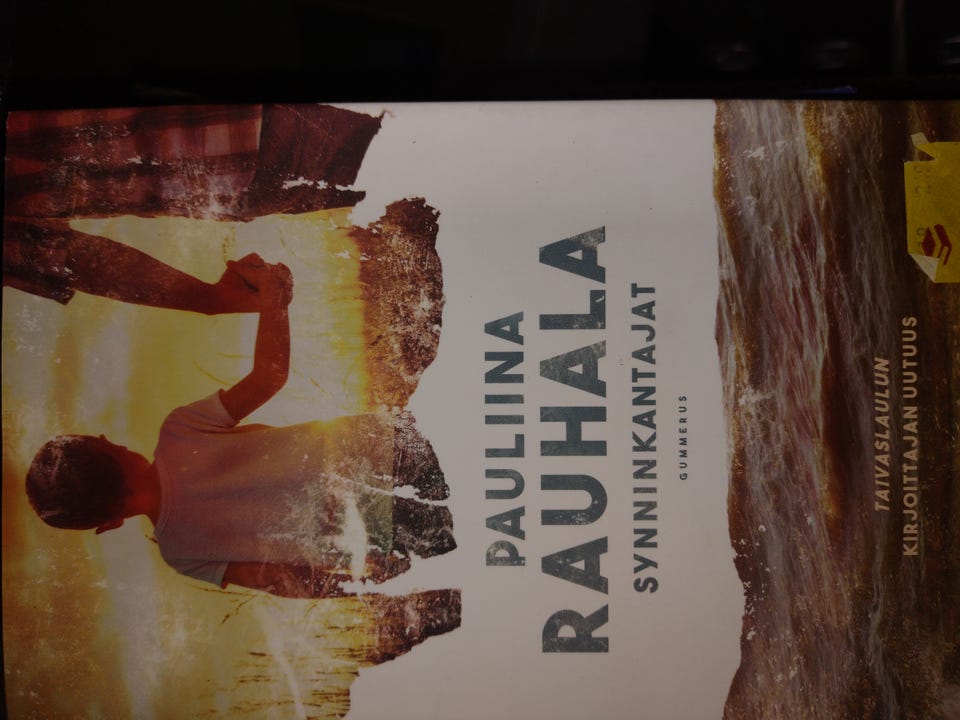 PAULIINA
RAUHALA
SYNNINKANTAJAT
GUMMERUS
TAIVASLAULUN
KIRJOITTAJAN UUTUUS